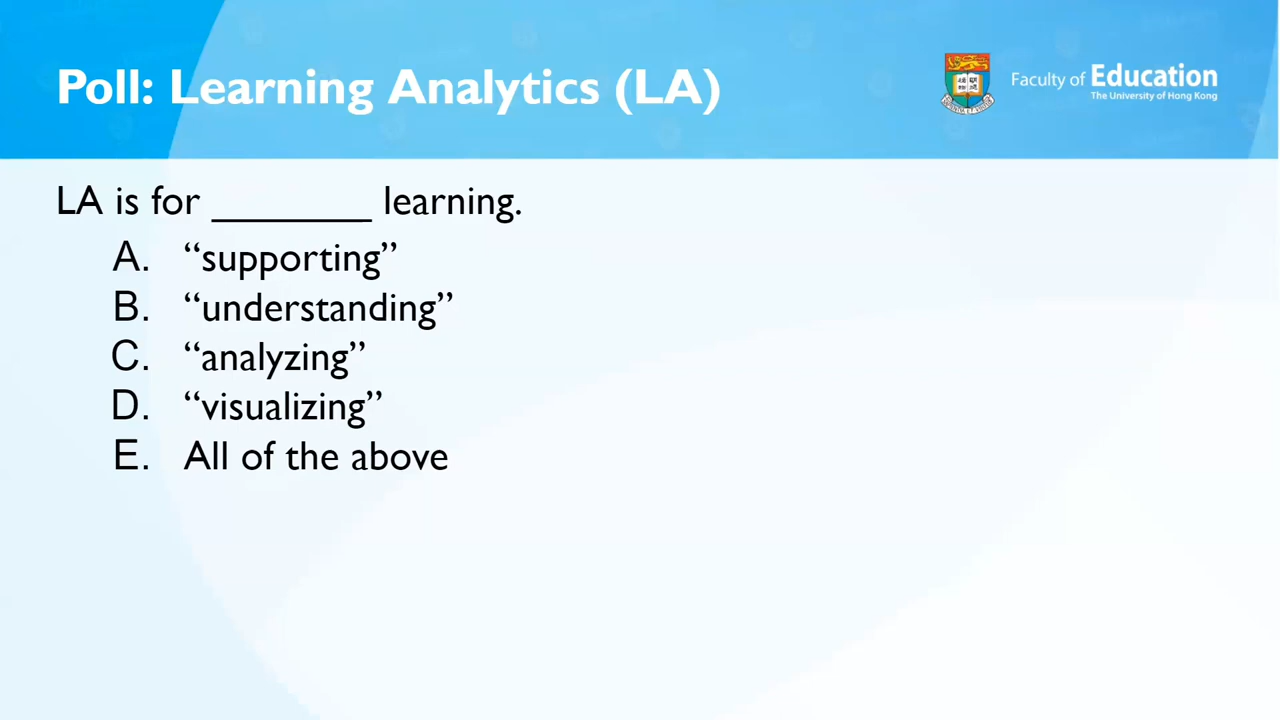 Poll: Learning Analytics (LA)
Faculty of Education
The University of Hong Kong
LA is for _______ learning.
A. “supporting”
B. “understanding”
C. “analyzing”
D. “visualizing”
E. All of the above